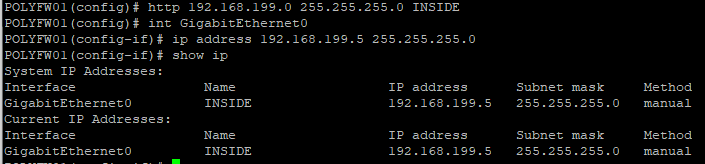 POLYFW01(config)# http 192.168.199.0 255.255.255.0 INSIDE
POLYFW01(config)# int GigabitEthernet0
POLYFW01(config-if)# ip address 192.168.199.5 255.255.255.0
POLYFW01(config-if)# show ip
System IP Addresses:
Interface Name IP address Subnet mask Method
GigabitEthernet0 INSIDE 192.168.199.5 255.255.255.0 manual
Current IP Addresses:
Interface Name IP address Subnet mask Method
GigabitEthernet0 INSIDE 192.168.199.5 255.255.255.0 manual